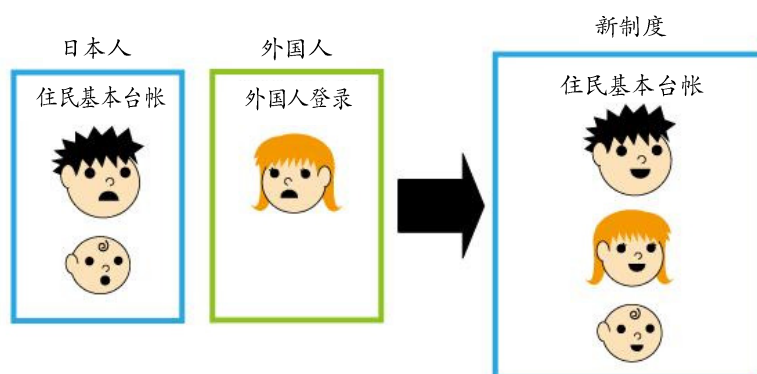 日本人
住民基本台帐
外国人
外国人登录
新制度
住民基本台帐